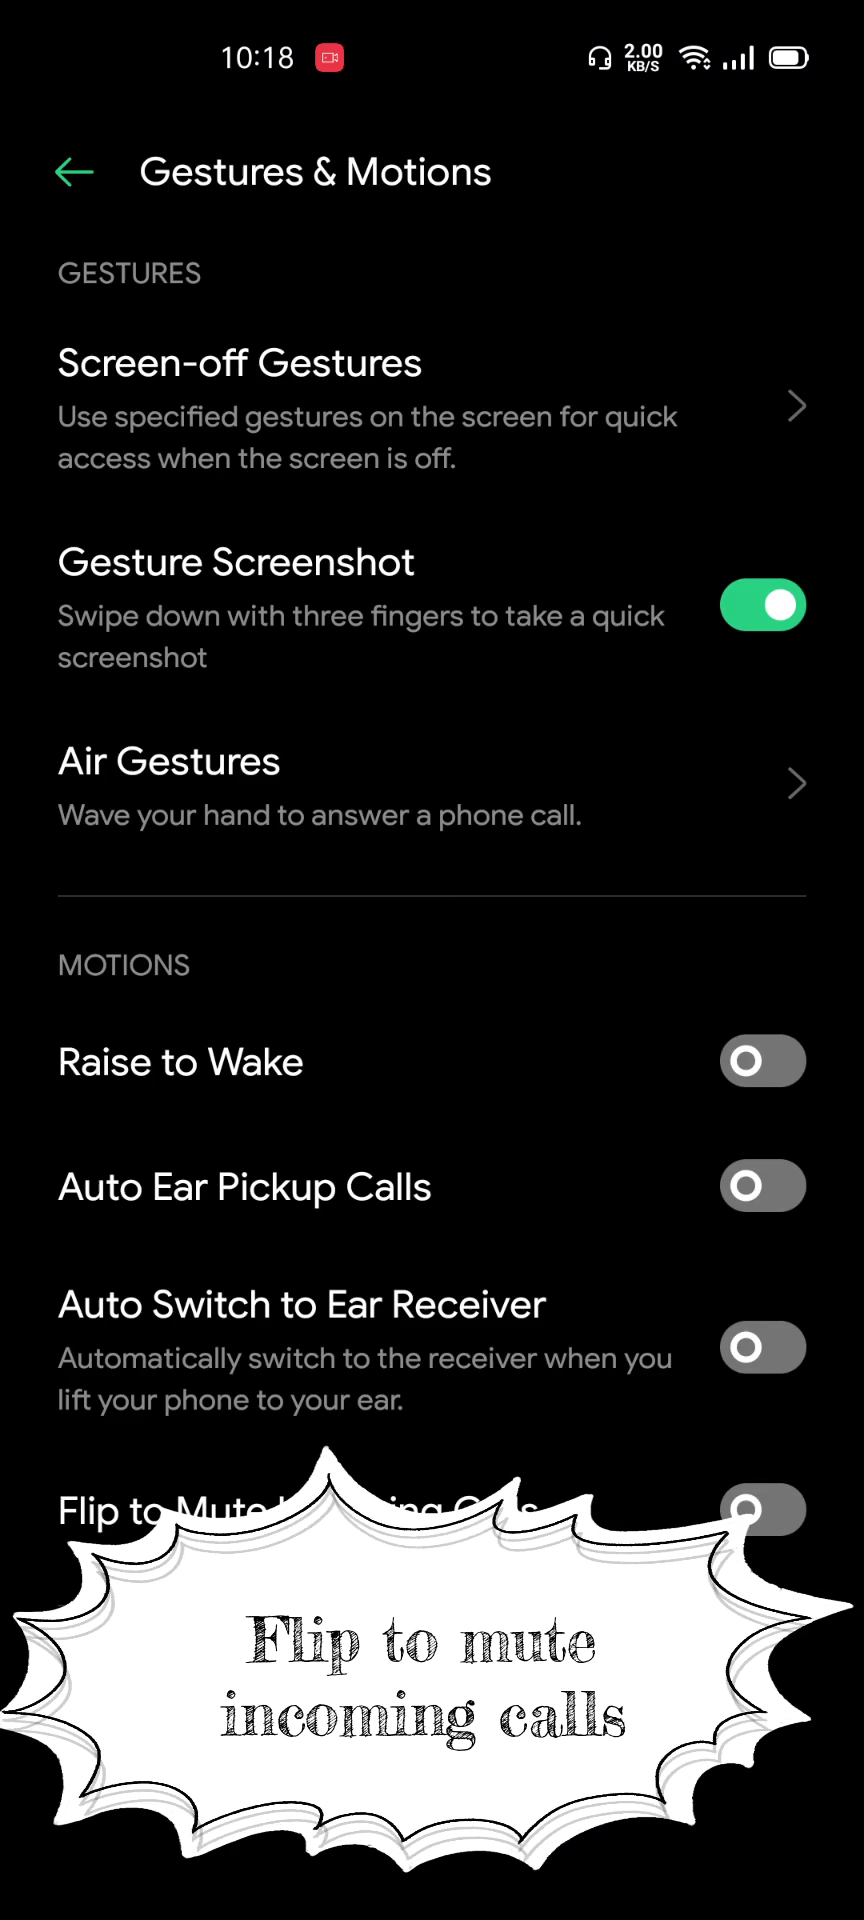 10:18
2.00
KB/S
Gestures & Motions
GESTURES
Screen-off Gestures
Use specified gestures on the screen for quick
access when the screen is off.
Gesture Screenshot
Swipe down with three fingers to take a quick
screenshot
Air Gestures
Wave your hand to answer a phone call.
MOTIONS
Raise to Wake
Auto Ear Pickup Calls
Auto Switch to Ear Receiver
Automatically switch to the receiver when you
lift your phone to your ear.
Flip to Mute
Flip to mute
incoming calls